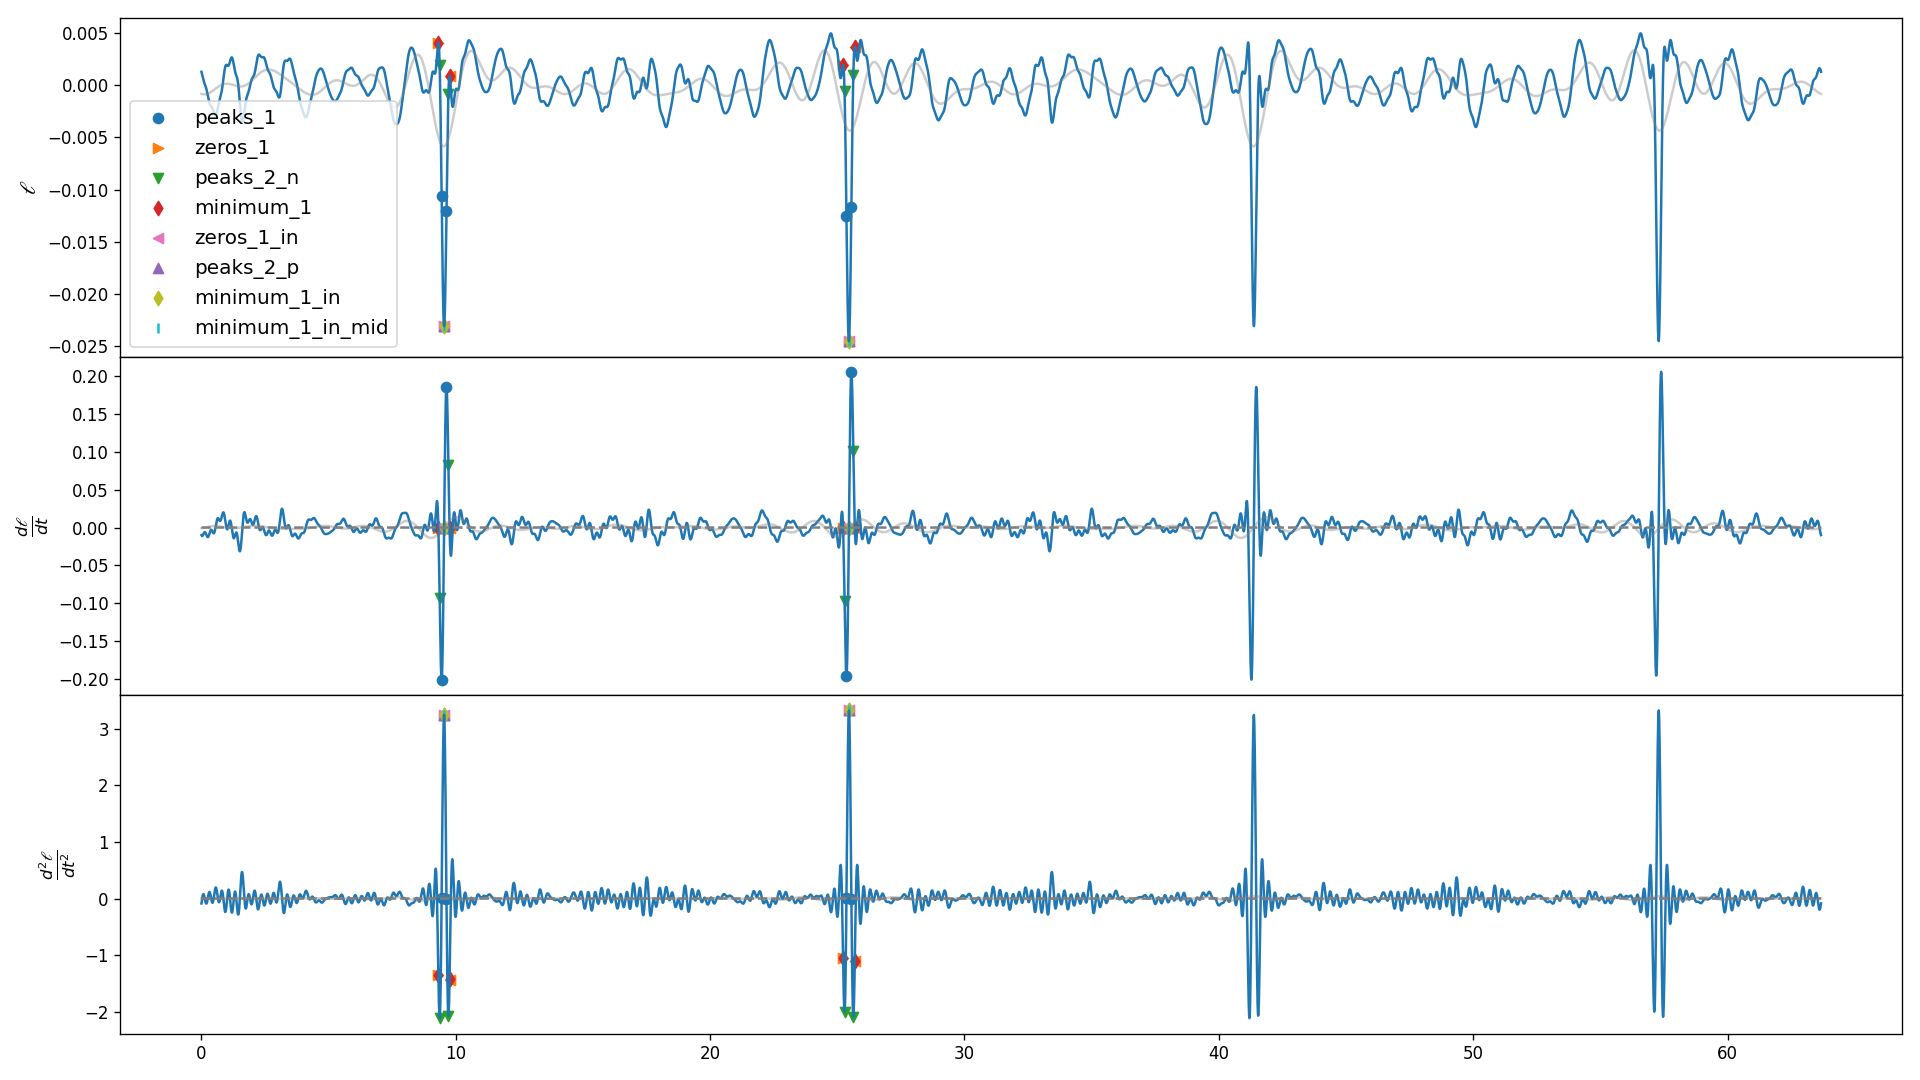 0.005
0.000
−0.005
−0.010
−0.015
−0.020
−0.025
ℓ
peaks_1
zeros_1
peaks_2_n
minimum_1
zeros_1_in
peaks_2_p
minimum_1_in
minimum_1_in_mid
0.20
0.15
0.10
0.05
0.00
−0.05
−0.10
−0.15
−0.20
dℓ
dt
3
2
1
0
−1
−2
d²ℓ
dt²
0 10 20 30 40 50 60